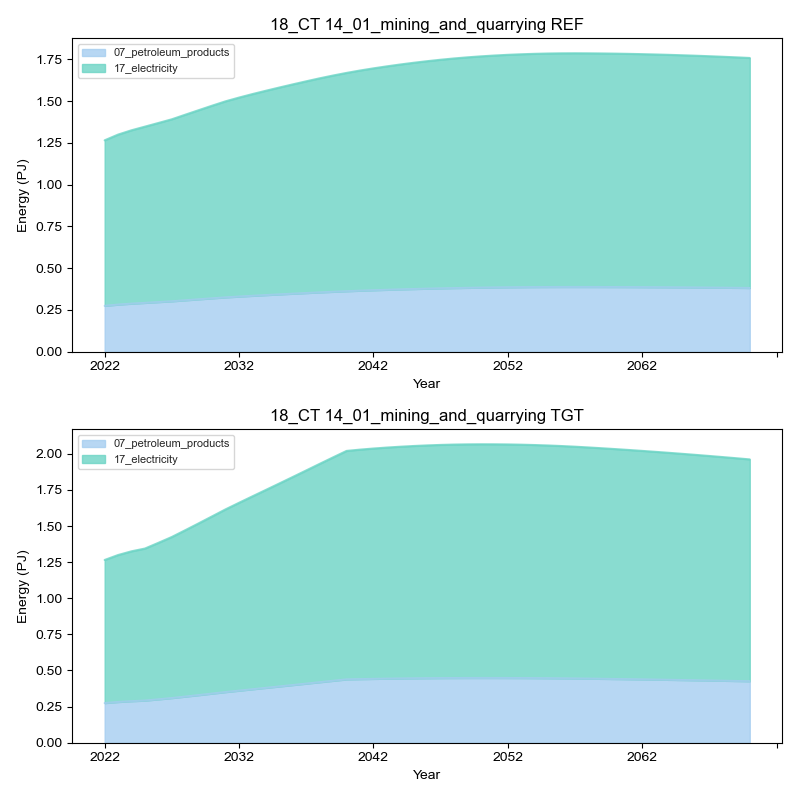 18_CT 14_01_mining_and_quarrying REF
07_petroleum_products
17_electricity
Energy (PJ)
1.75
1.50
1.25
1.00
0.75
0.50
0.25
0.00
2022 2032 2042 2052 2062
Year
18_CT 14_01_mining_and_quarrying TGT
07_petroleum_products
17_electricity
Energy (PJ)
2.00
1.75
1.50
1.25
1.00
0.75
0.50
0.25
0.00
2022 2032 2042 2052 2062
Year